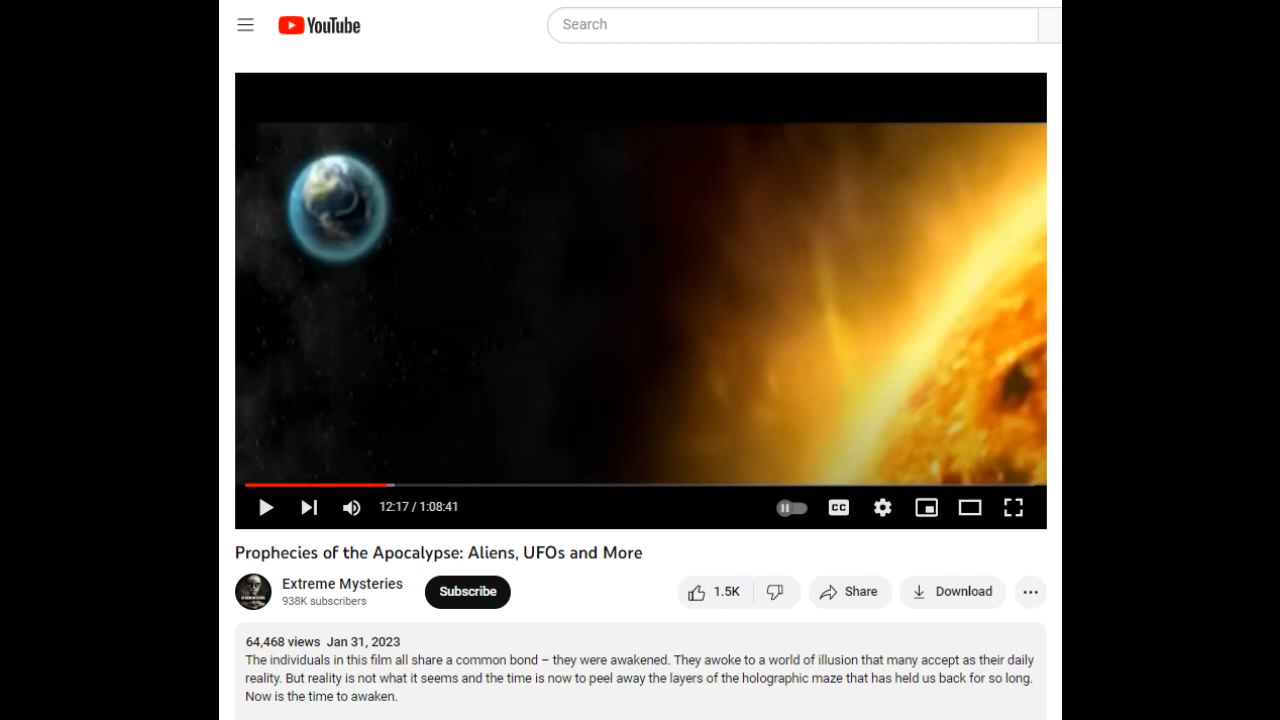 YouTube
Search
12:17 / 1:08:41
CC
Prophecies of the Apocalypse: Aliens, UFOs and More
Extreme Mysteries
938K subscribers
Subscribe
1.5K
Share
Download
64,468 views Jan 31, 2023
The individuals in this film all share a common bond – they were awakened. They awoke to a world of illusion that many accept as their daily
reality. But reality is not what it seems and the time is now to peel away the layers of the holographic maze that has held us back for so long.
Now is the time to awaken.